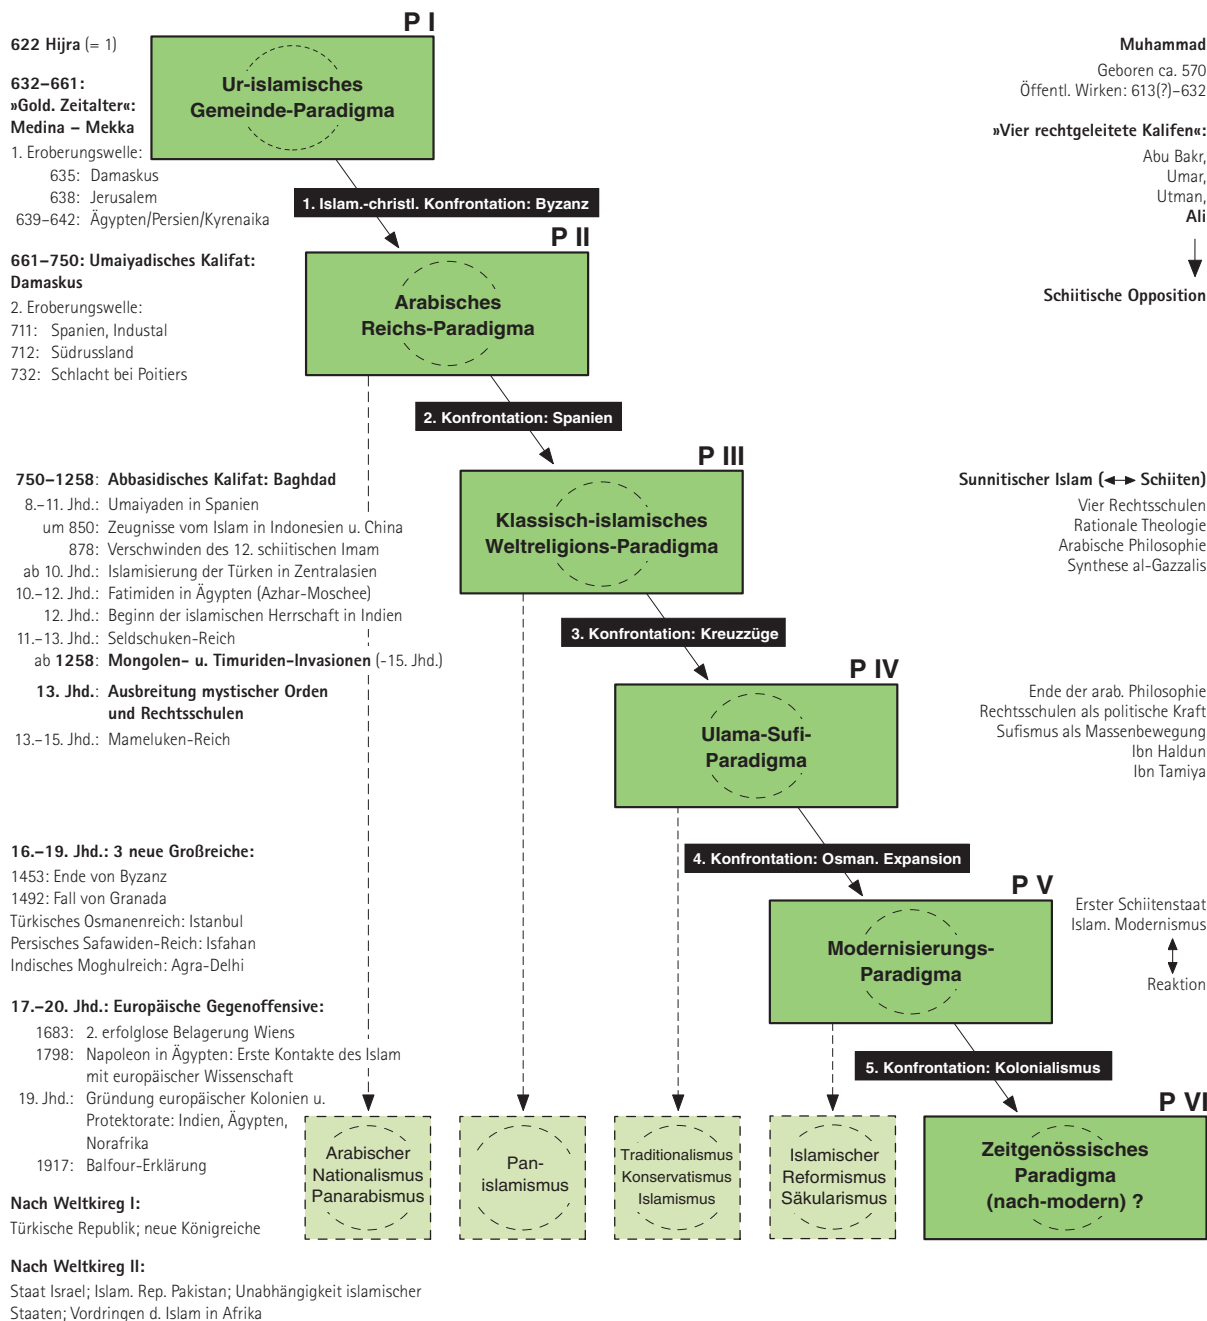 P I
622 Hijra (= 1)
632–661:
»Gold. Zeitalter«:
Medina – Mekka
1. Eroberungswelle:
635: Damaskus
638: Jerusalem
639–642: Ägypten/Persien/Kyrenaika
Ur-islamisches
Gemeinde-Paradigma
Muhammad
Geboren ca. 570
Öffentl. Wirken: 613(?)–632
»Vier rechtgeleitete Kalifen«:
Abu Bakr,
Umar,
Utman,
Ali
Schiitische Opposition
1. Islam.-christl. Konfrontation: Byzanz
P II
661–750: Umaiyadisches Kalifat:
Damaskus
2. Eroberungswelle:
711: Spanien, Industal
712: Südrussland
732: Schlacht bei Poitiers
Arabisches
Reichs-Paradigma
2. Konfrontation: Spanien
P III
750–1258: Abbasidisches Kalifat: Baghdad
8.–11. Jhd.: Umaiyaden in Spanien
um 850: Zeugnisse vom Islam in Indonesien u. China
878: Verschwinden des 12. schiitischen Imam
ab 10. Jhd.: Islamisierung der Türken in Zentralasien
10.–12. Jhd.: Fatimiden in Ägypten (Azhar-Moschee)
12. Jhd.: Beginn der islamischen Herrschaft in Indien
11.–13. Jhd.: Seldschuken-Reich
ab 1258: Mongolen- u. Timuriden-Invasionen (-15. Jhd.)
13. Jhd.: Ausbreitung mystischer Orden
und Rechtsschulen
13.–15. Jhd.: Mameluken-Reich
Klassisch-islamisches
Weltreligions-Paradigma
Sunnitischer Islam (◄► Schiiten)
Vier Rechtsschulen
Rationale Theologie
Arabische Philosophie
Synthese al-Gazzalis
3. Konfrontation: Kreuzzüge
P IV
Ulama-Sufi-
Paradigma
Ende der arab. Philosophie
Rechtsschulen als politische Kraft
Sufismus als Massenbewegung
Ibn Haldun
Ibn Tamiya
4. Konfrontation: Osman. Expansion
P V
16.–19. Jhd.: 3 neue Großreiche:
1453: Ende von Byzanz
1492: Fall von Granada
Türkisches Osmanenreich: Istanbul
Persisches Safawiden-Reich: Isfahan
Indisches Moghulreich: Agra-Delhi
Modernisierungs-
Paradigma
Erster Schiitenstaat
Islam. Modernismus
Reaktion
17.–20. Jhd.: Europäische Gegenoffensive:
1683: 2. erfolglose Belagerung Wiens
1798: Napoleon in Ägypten: Erste Kontakte des Islam
mit europäischer Wissenschaft
19. Jhd.: Gründung europäischer Kolonien u.
Protektorate: Indien, Ägypten,
Norafrika
1917: Balfour-Erklärung
5. Konfrontation: Kolonialismus
P VI
Arabischer
Nationalismus
Panarabismus
Pan-
islamismus
Traditionalismus
Konservatismus
Islamismus
Islamischer
Reformismus
Säkularismus
Zeitgenössisches
Paradigma
(nach-modern) ?
Nach Weltkireg I:
Türkische Republik; neue Königreiche
Nach Weltkireg II:
Staat Israel; Islam. Rep. Pakistan; Unabhängigkeit islamischer
Staaten; Vordringen d. Islam in Afrika